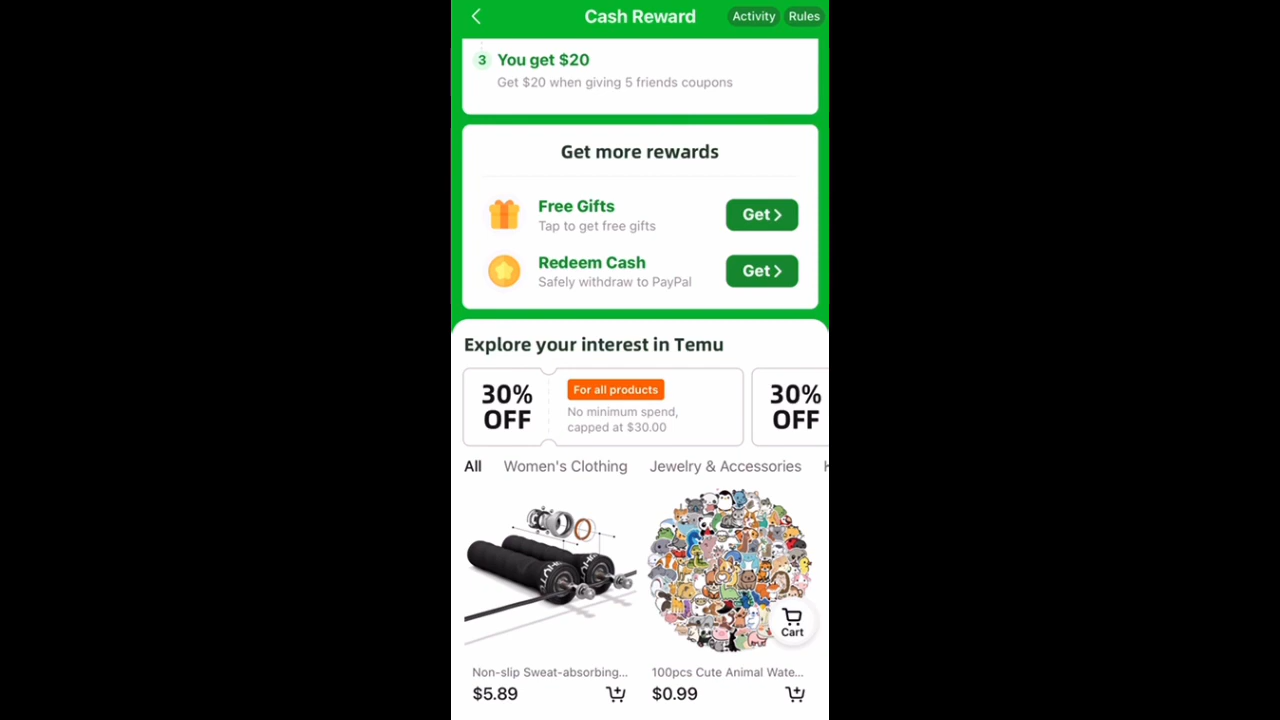 Cash Reward
Activity
Rules
3 You get $20
Get $20 when giving 5 friends coupons
Get more rewards
Free Gifts
Tap to get free gifts
Get
Redeem Cash
Safely withdraw to PayPal
Get
Explore your interest in Temu
30%
OFF
For all products
No minimum spend,
capped at $30.00
30%
OFF
All
Women's Clothing
Jewelry & Accessories
Cart
Non-slip Sweat-absorbing...
100pcs Cute Animal Wate...
$5.89
$0.99